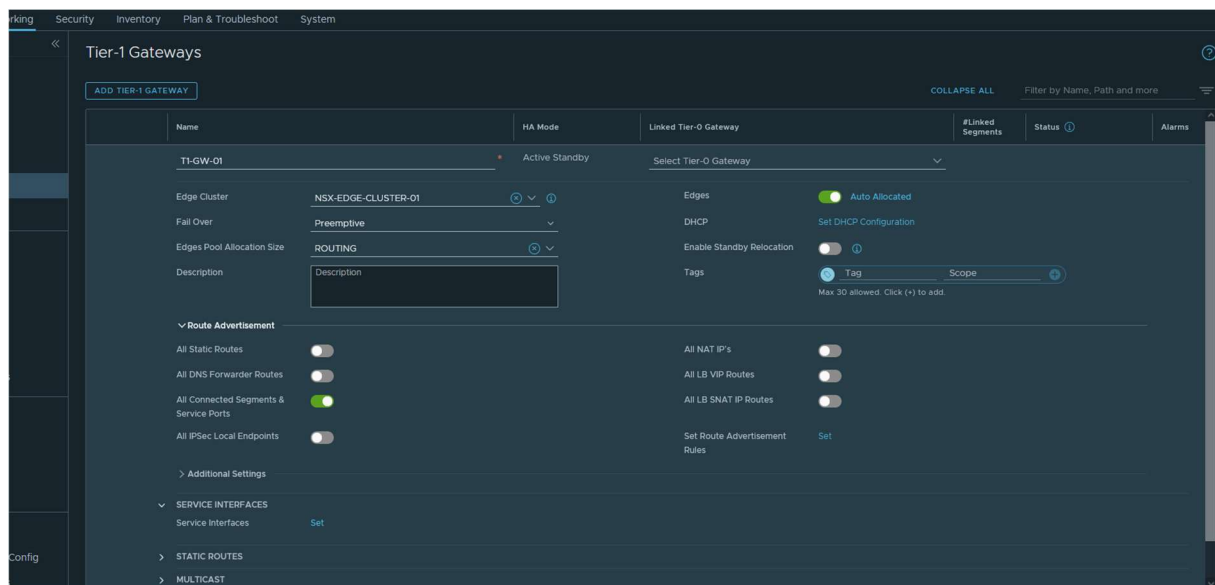 rking Security Inventory Plan & Troubleshoot System
«
Tier-1 Gateways
ADD TIER-1 GATEWAY COLLAPSE ALL Filter by Name, Path and more
Name HA Mode Linked Tier-0 Gateway #Linked Segments Status Alarms
T1-GW-01 * Active Standby Select Tier-0 Gateway
Edge Cluster NSX-EDGE-CLUSTER-01 Edges Auto Allocated
Fail Over Preemptive DHCP Set DHCP Configuration
Edges Pool Allocation Size ROUTING Enable Standby Relocation
Description Description Tags Tag Scope
Max 30 allowed. Click (+) to add.
Route Advertisement
All Static Routes All NAT IP's
All DNS Forwarder Routes All LB VIP Routes
All Connected Segments & Service Ports All LB SNAT IP Routes
All IPSec Local Endpoints Set Route Advertisement Rules Set
Additional Settings
SERVICE INTERFACES
Service Interfaces Set
Config
STATIC ROUTES
MULTICAST